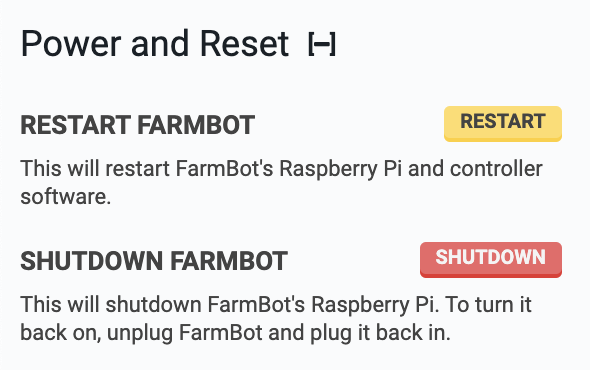 Power and Reset [-]
RESTART FARMBOT
RESTART
This will restart FarmBot's Raspberry Pi and controller
software.
SHUTDOWN FARMBOT
SHUTDOWN
This will shutdown FarmBot's Raspberry Pi. To turn it
back on, unplug FarmBot and plug it back in.